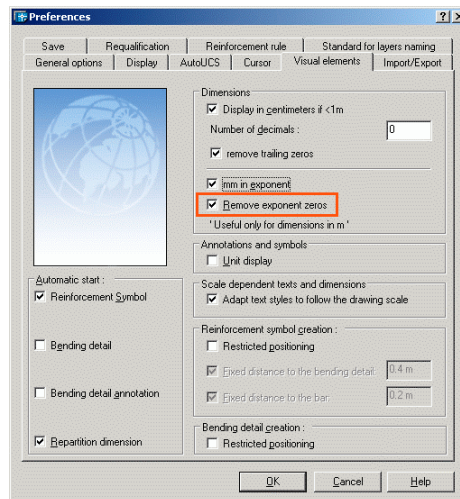 Preferences
Save
Requalification
Reinforcement rule
Standard for layers naming
General options
Display
AutoUCS
Cursor
Visual elements
Import/Export
Dimensions
Display in centimeters if <1m
Number of decimals :
0
remove trailing zeros
mm in exponent
Remove exponent zeros
' Useful only for dimensions in m '
Annotations and symbols
Unit display
Scale dependent texts and dimensions
Adapt text styles to follow the drawing scale
Automatic start :
Reinforcement Symbol
Bending detail
Bending detail annotation
Repartition dimension
Reinforcement symbol creation :
Restricted positioning
Fixed distance to the bending detail:
0.4 m
Fixed distance to the bar:
0.2 m
Bending detail creation :
Restricted positioning
OK
Cancel
Help